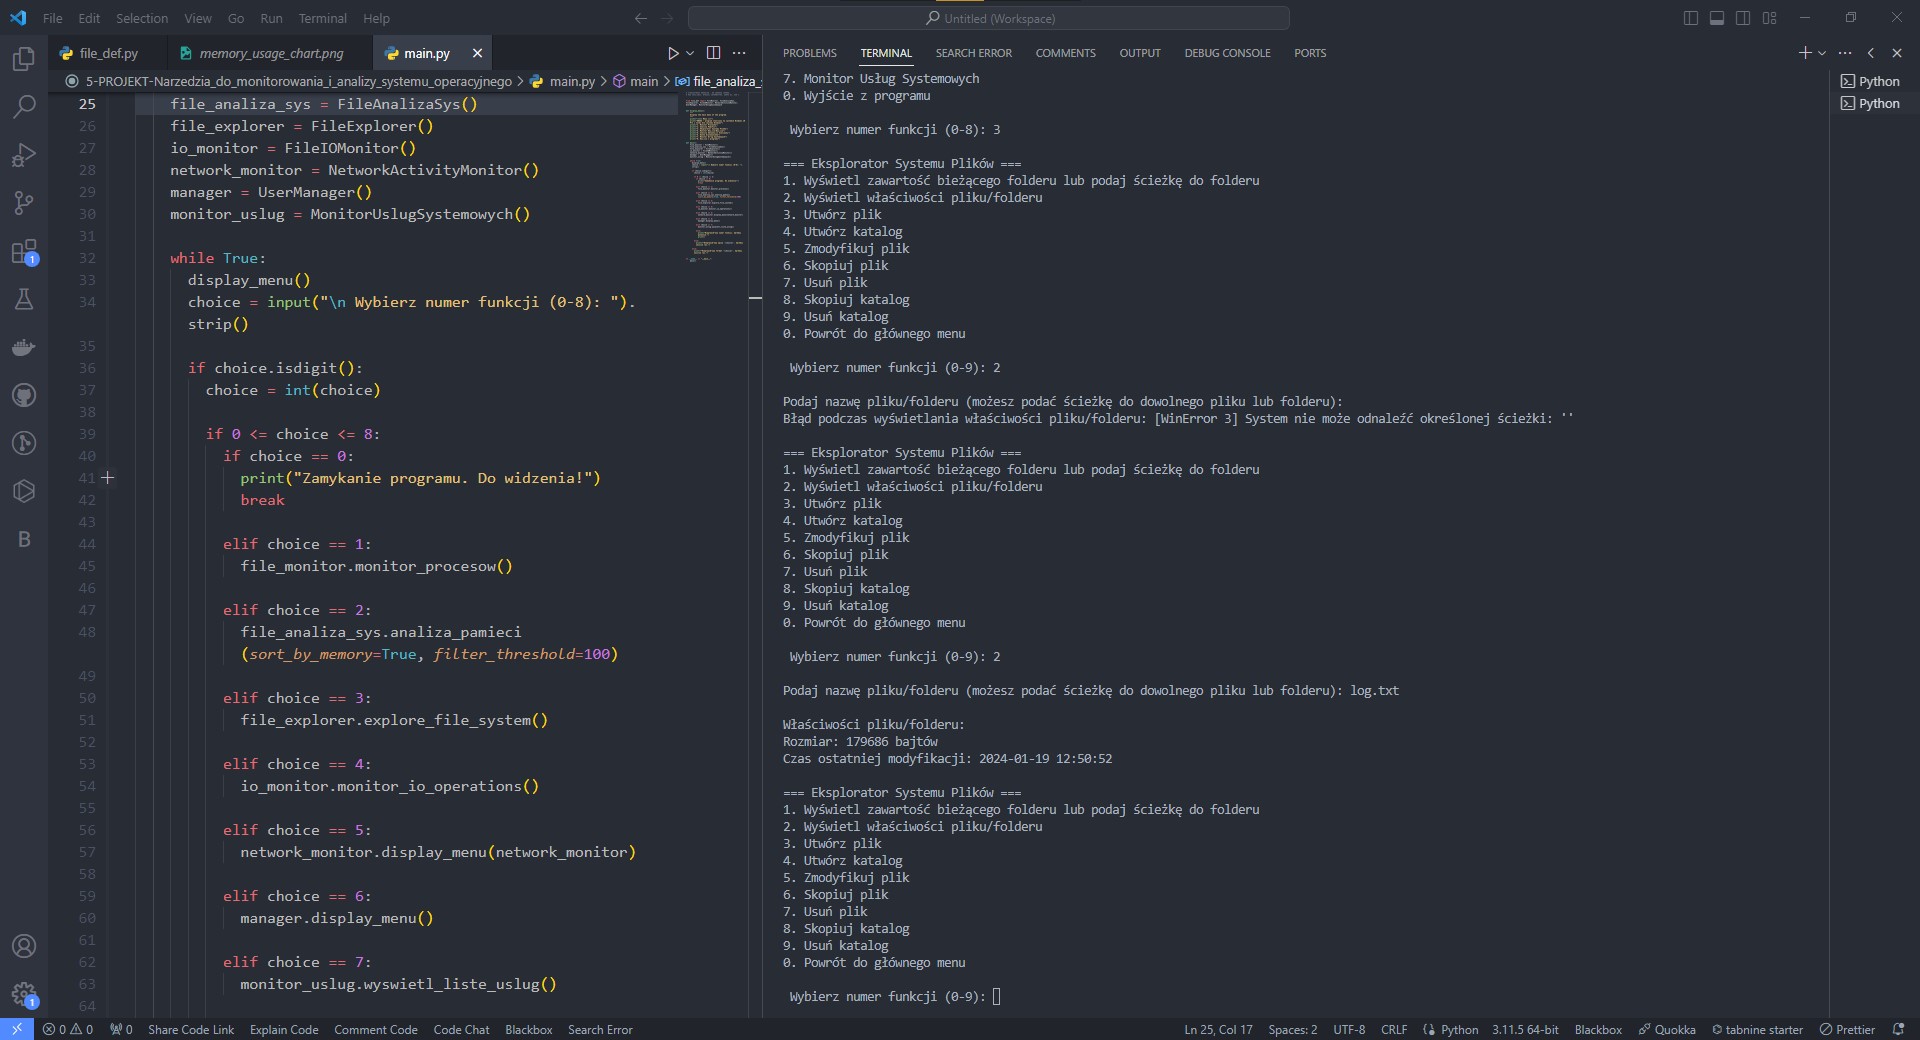 File Edit Selection View Go Run Terminal Help
Untitled (Workspace)
file_def.py
memory_usage_chart.png
main.py
5-PROJEKT-Narzedzia_do_monitorowania_i_analizy_systemu_operacyjnego > main.py > main > file_analiza_
25 file_analiza_sys = FileAnalizaSys()
26 file_explorer = FileExplorer()
27 io_monitor = FileIOMonitor()
28 network_monitor = NetworkActivityMonitor()
29 manager = UserManager()
30 monitor_uslug = MonitorUslugSystemowych()
31
32 while True:
33 display_menu()
34 choice = input("\n Wybierz numer funkcji (0-8): ").
strip()
35
36 if choice.isdigit():
37 choice = int(choice)
38
39 if 0 <= choice <= 8:
40 if choice == 0:
41 print("Zamykanie programu. Do widzenia!")
42 break
43
44 elif choice == 1:
45 file_monitor.monitor_procesow()
46
47 elif choice == 2:
48 file_analiza_sys.analiza_pamieci
(sort_by_memory=True, filter_threshold=100)
49
50 elif choice == 3:
51 file_explorer.explore_file_system()
52
53 elif choice == 4:
54 io_monitor.monitor_io_operations()
55
56 elif choice == 5:
57 network_monitor.display_menu(network_monitor)
58
59 elif choice == 6:
60 manager.display_menu()
61
62 elif choice == 7:
63 monitor_uslug.wyswietl_liste_uslug()
64
PROBLEMS TERMINAL SEARCH ERROR COMMENTS OUTPUT DEBUG CONSOLE PORTS
7. Monitor Usług Systemowych
0. Wyjście z programu
Wybierz numer funkcji (0-8): 3
=== Eksplorator Systemu Plików ===
1. Wyświetl zawartość bieżącego folderu lub podaj ścieżkę do folderu
2. Wyświetl właściwości pliku/folderu
3. Utwórz plik
4. Utwórz katalog
5. Zmodyfikuj plik
6. Skopiuj plik
7. Usuń plik
8. Skopiuj katalog
9. Usuń katalog
0. Powrót do głównego menu
Wybierz numer funkcji (0-9): 2
Podaj nazwę pliku/folderu (możesz podać ścieżkę do dowolnego pliku lub folderu):
Błąd podczas wyświetlania właściwości pliku/folderu: [WinError 3] System nie może odnaleźć określonej ścieżki: ''
=== Eksplorator Systemu Plików ===
1. Wyświetl zawartość bieżącego folderu lub podaj ścieżkę do folderu
2. Wyświetl właściwości pliku/folderu
3. Utwórz plik
4. Utwórz katalog
5. Zmodyfikuj plik
6. Skopiuj plik
7. Usuń plik
8. Skopiuj katalog
9. Usuń katalog
0. Powrót do głównego menu
Wybierz numer funkcji (0-9): 2
Podaj nazwę pliku/folderu (możesz podać ścieżkę do dowolnego pliku lub folderu): log.txt
Właściwości pliku/folderu:
Rozmiar: 179686 bajtów
Czas ostatniej modyfikacji: 2024-01-19 12:50:52
=== Eksplorator Systemu Plików ===
1. Wyświetl zawartość bieżącego folderu lub podaj ścieżkę do folderu
2. Wyświetl właściwości pliku/folderu
3. Utwórz plik
4. Utwórz katalog
5. Zmodyfikuj plik
6. Skopiuj plik
7. Usuń plik
8. Skopiuj katalog
9. Usuń katalog
0. Powrót do głównego menu
Wybierz numer funkcji (0-9):
Python
Python
1
B
1
0 0 0 Share Code Link Explain Code Comment Code Code Chat Blackbox Search Error
Ln 25, Col 17 Spaces: 2 UTF-8 CRLF Python 3.11.5 64-bit Blackbox Quokka tabnine starter Prettier